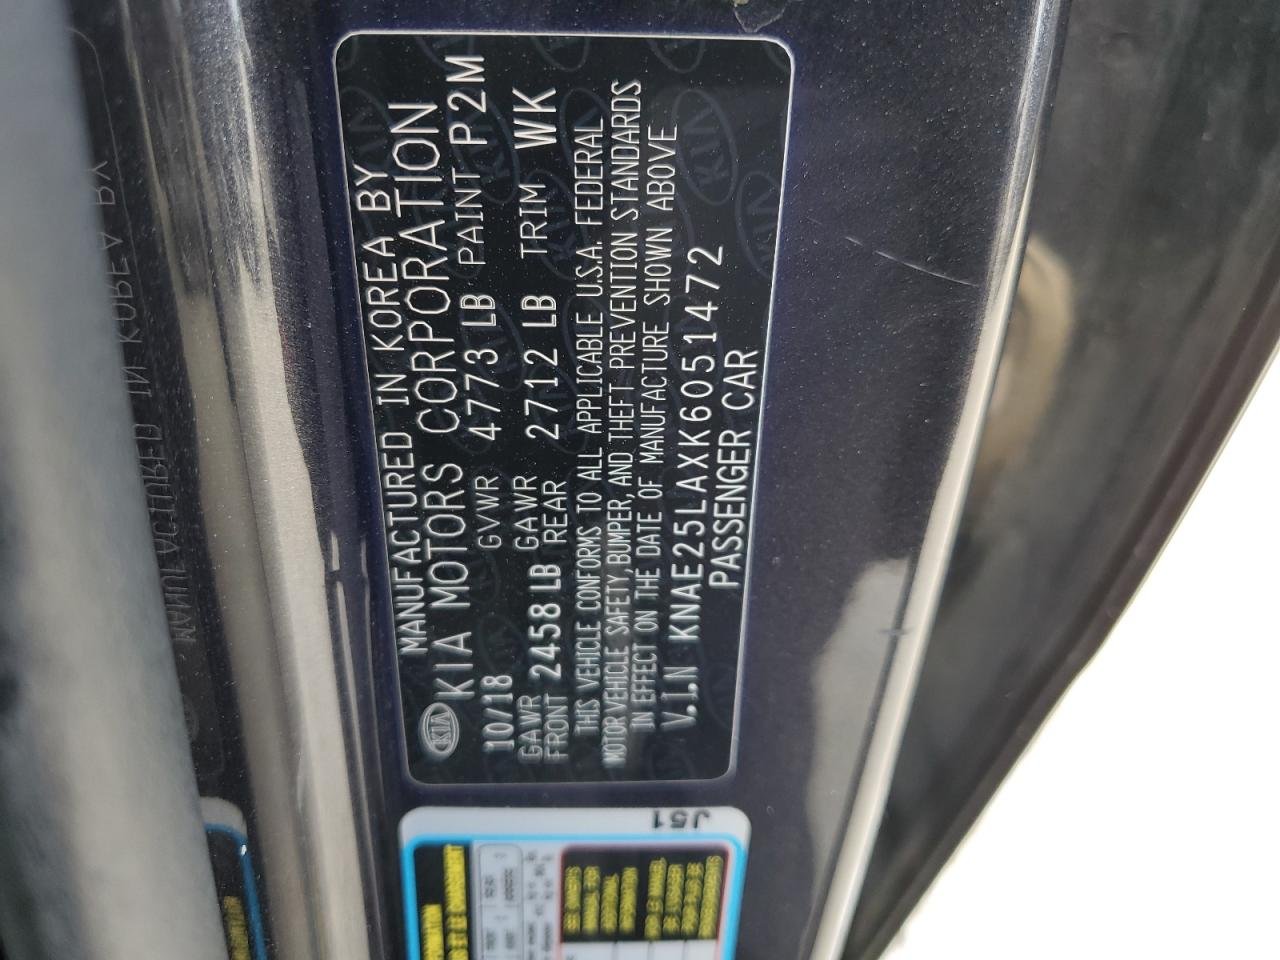 MANUFACTURED IN KOREA BY
KIA KIA MOTORS CORPORATION
10/18 GVWR 4773 LB PAINT P2M
GAWR FRONT 2458 LB GAWR REAR 2712 LB TRIM WK
THIS VEHICLE CONFORMS TO ALL APPLICABLE U.S.A. FEDERAL
MOTOR VEHICLE SAFETY, BUMPER, AND THEFT PREVENTION STANDARDS
IN EFFECT ON THE DATE OF MANUFACTURE SHOWN ABOVE
V.I.N KNAE25LAXK6051472
PASSENGER CAR
J51